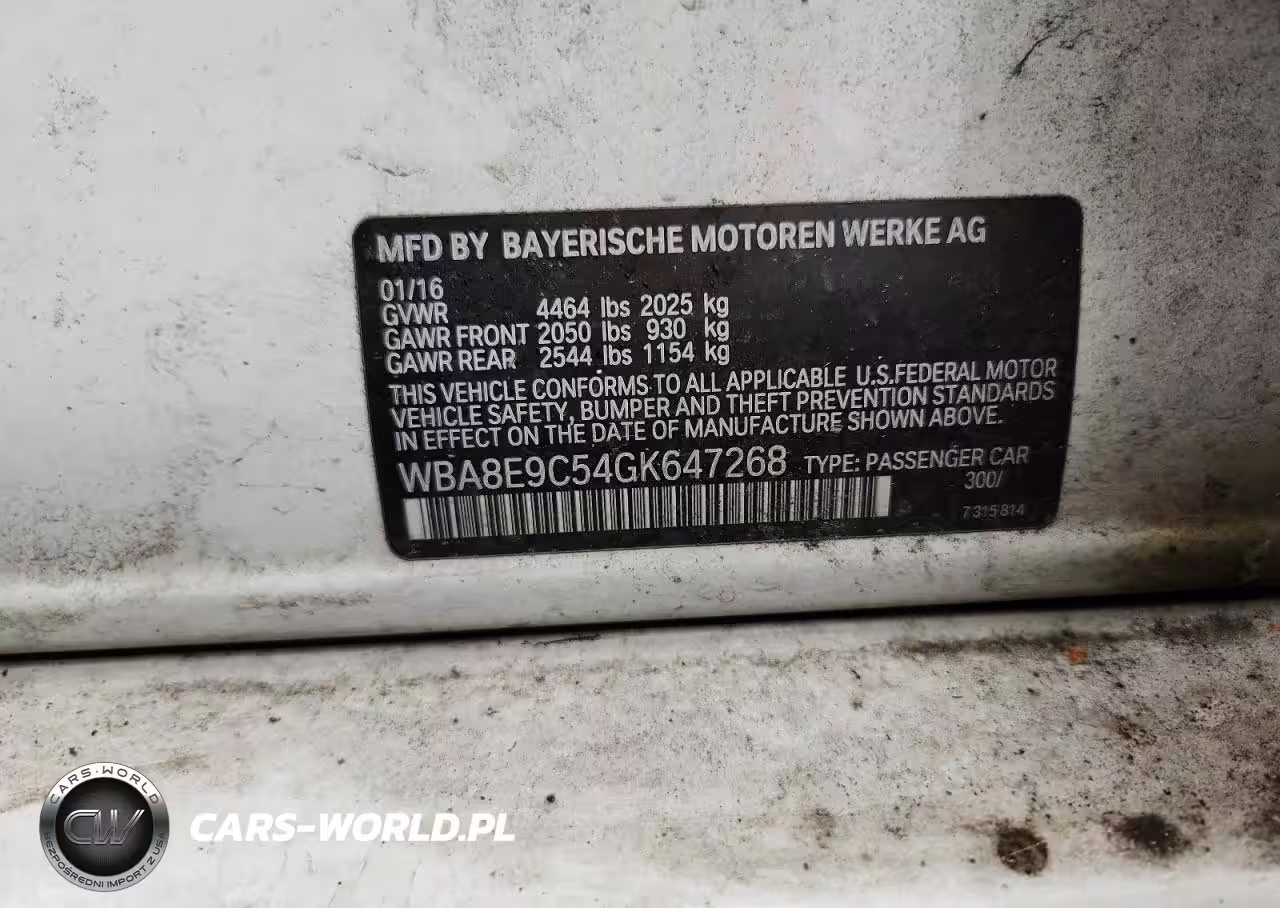 MFD BY BAYERISCHE MOTOREN WERKE AG
01/16
GVWR 4464 lbs 2025 kg
GAWR FRONT 2050 lbs 930 kg
GAWR REAR 2544 lbs 1154 kg
THIS VEHICLE CONFORMS TO ALL APPLICABLE U.S.FEDERAL MOTOR
VEHICLE SAFETY, BUMPER AND THEFT PREVENTION STANDARDS
IN EFFECT ON THE DATE OF MANUFACTURE SHOWN ABOVE.
WBA8E9C54GK647268 TYPE: PASSENGER CAR
300/
7 315 814
CARS-WORLD
CW
BEZPOŚREDNI IMPORT Z USA
CARS-WORLD.PL